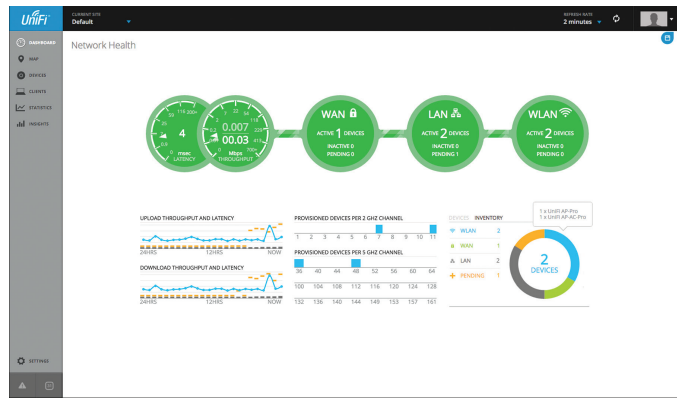 UniFi
CURRENT SITE
Default
REFRESH RATE
2 minutes
DASHBOARD
MAP
DEVICES
CLIENTS
STATISTICS
INSIGHTS
SETTINGS
Network Health
4
msec
LATENCY
0.007
00.03
Mbps
THROUGHPUT
WAN
ACTIVE 1 DEVICES
INACTIVE 0
PENDING 0
LAN
ACTIVE 2 DEVICES
INACTIVE 0
PENDING 1
WLAN
ACTIVE 2 DEVICES
INACTIVE 0
PENDING 0
UPLOAD THROUGHPUT AND LATENCY
24HRS 12HRS NOW
DOWNLOAD THROUGHPUT AND LATENCY
24HRS 12HRS NOW
PROVISIONED DEVICES PER 2 GHZ CHANNEL
1 2 3 4 5 6 7 8 9 10 11
PROVISIONED DEVICES PER 5 GHZ CHANNEL
36 40 44 48 52 56 60 64
100 104 108 112 116 120 124 128
132 136 140 144 149 153 157 161
DEVICES INVENTORY
WLAN 2
WAN 1
LAN 2
PENDING 1
1 x UniFi AP-Pro
1 x UniFi AP-AC-Pro
2
DEVICES